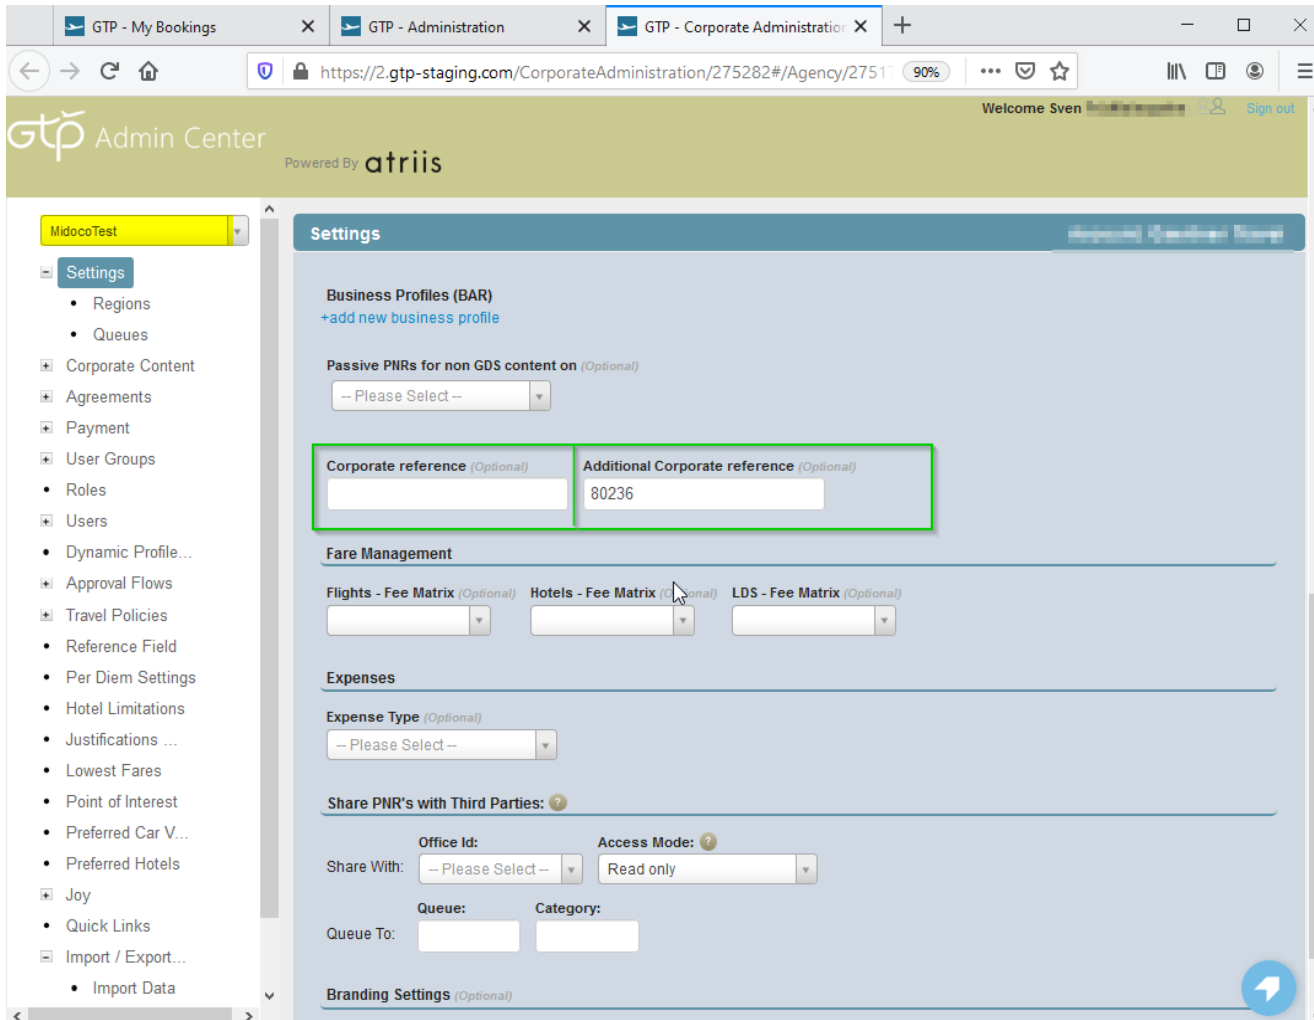 GTP - My Bookings
GTP - Administration
GTP - Corporate Administration
https://2.gtp-staging.com/CorporateAdministration/275282#/Agency/2751
90%
Welcome Sven
Sign out
GTP Admin Center
Powered By atriis
MidocoTest
Settings
Regions
Queues
Corporate Content
Agreements
Payment
User Groups
Roles
Users
Dynamic Profile...
Approval Flows
Travel Policies
Reference Field
Per Diem Settings
Hotel Limitations
Justifications ...
Lowest Fares
Point of Interest
Preferred Car V...
Preferred Hotels
Joy
Quick Links
Import / Export...
Import Data
Settings
Business Profiles (BAR)
+add new business profile
Passive PNRs for non GDS content on (Optional)
-- Please Select --
Corporate reference (Optional) Additional Corporate reference (Optional)
80236
Fare Management
Flights - Fee Matrix (Optional) Hotels - Fee Matrix (Optional) LDS - Fee Matrix (Optional)
Expenses
Expense Type (Optional)
-- Please Select --
Share PNR's with Third Parties: ?
Office Id: Access Mode: ?
Share With: -- Please Select -- Read only
Queue: Category:
Queue To:
Branding Settings (Optional)